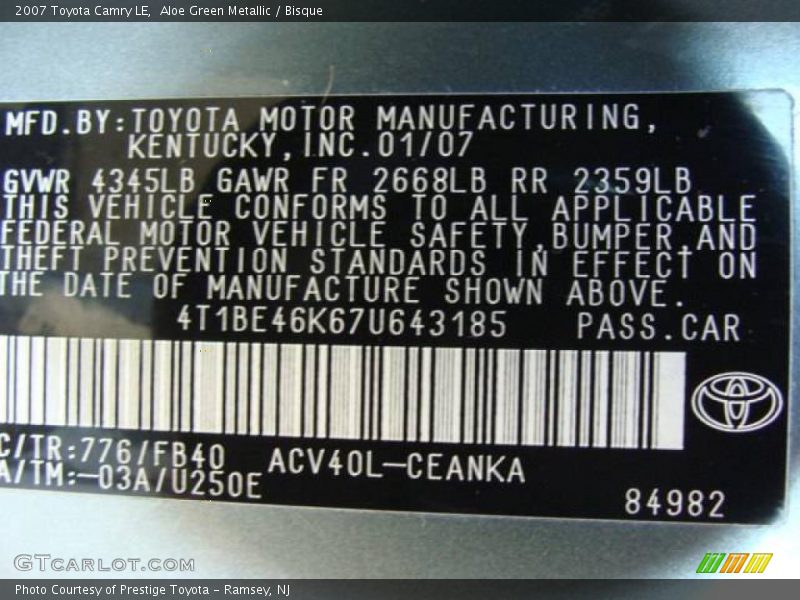 2007 Toyota Camry LE,  Aloe Green Metallic / Bisque
MFD.BY:TOYOTA MOTOR MANUFACTURING,
KENTUCKY,INC.01/07
GVWR 4345LB GAWR FR 2668LB RR 2359LB
THIS VEHICLE CONFORMS TO ALL APPLICABLE
FEDERAL MOTOR VEHICLE SAFETY,BUMPER,AND
THEFT PREVENTION STANDARDS IN EFFECT ON
THE DATE OF MANUFACTURE SHOWN ABOVE.
4T1BE46K67U643185 PASS.CAR
C/TR:776/FB40 ACV40L-CEANKA
A/TM:-03A/U250E
84982
GTCARLOT.COM
Photo Courtesy of Prestige Toyota - Ramsey, NJ